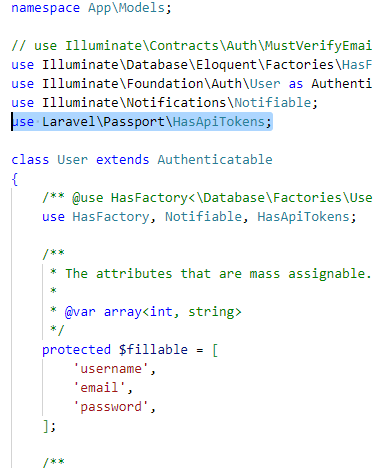 namespace App\Models;
// use Illuminate\Contracts\Auth\MustVerifyEmai
use Illuminate\Database\Eloquent\Factories\HasF
use Illuminate\Foundation\Auth\User as Authenti
use Illuminate\Notifications\Notifiable;
use Laravel\Passport\HasApiTokens;
class User extends Authenticatable
{
/** @use HasFactory<\Database\Factories\Use
use HasFactory, Notifiable, HasApiTokens;
/**
* The attributes that are mass assignable.
*
* @var array<int, string>
*/
protected $fillable = [
'username',
'email',
'password',
];
/**